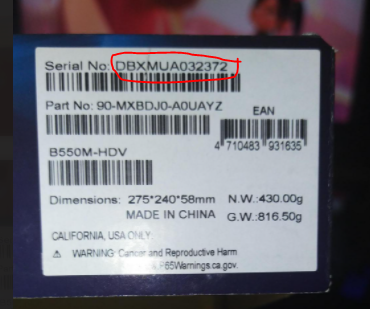 Serial No: DBXMUA032372
Part No: 90-MXBDJ0-A0UAYZ
EAN
4 710483 931635
B550M-HDV
Dimensions: 275*240*58mm N.W.:430.00g
MADE IN CHINA G.W.:816.50g
CALIFORNIA, USA ONLY
⚠ WARNING: Cancer and Reproductive Harm
P65Warnings.ca.gov.